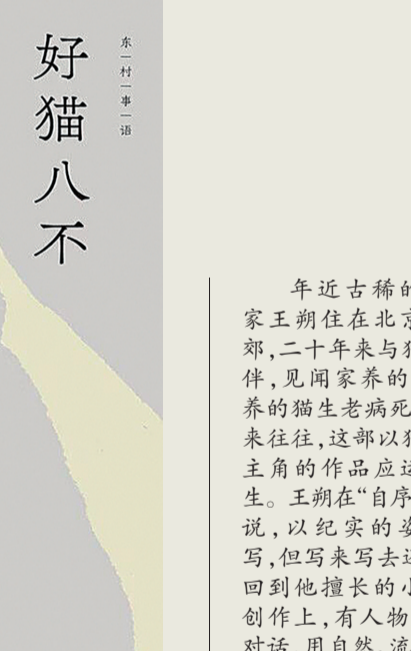 好猫八不
东—村—事—语
年近古稀的
家王朔住在北京
郊，二十年来与猫
伴，见闻家养的
养的猫生老病死
来往往，这部以猫
主角的作品应运
生。王朔在“自序
说，以纪实的姿
写，但写来写去还
回到他擅长的小
创作上，有人物
对话，用自然、流